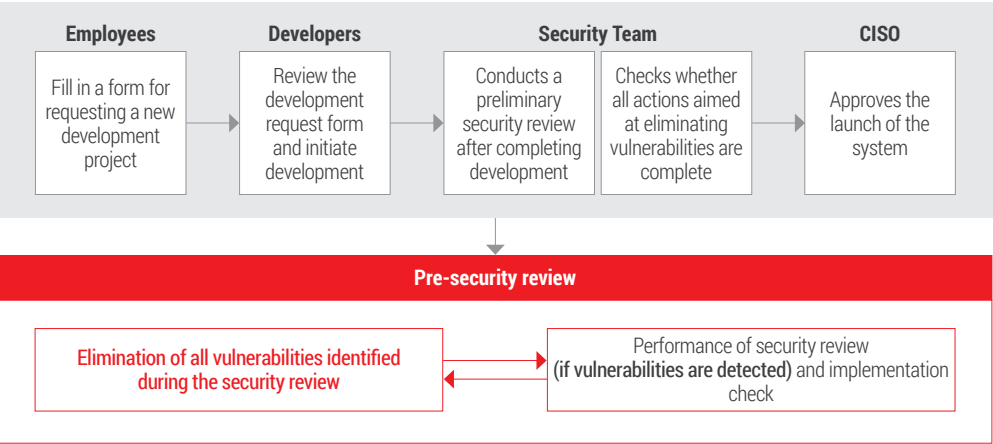 Employees
Fill in a form for
requesting a new
development
project
Developers
Review the
development
request form
and initiate
development
Security Team
Conducts a
preliminary
security review
after completing
development
Checks whether
all actions aimed
at eliminating
vulnerabilities are
complete
CISO
Approves the
launch of the
system
Pre-security review
Elimination of all vulnerabilities identified
during the security review
Performance of security review
(if vulnerabilities are detected) and implementation
check